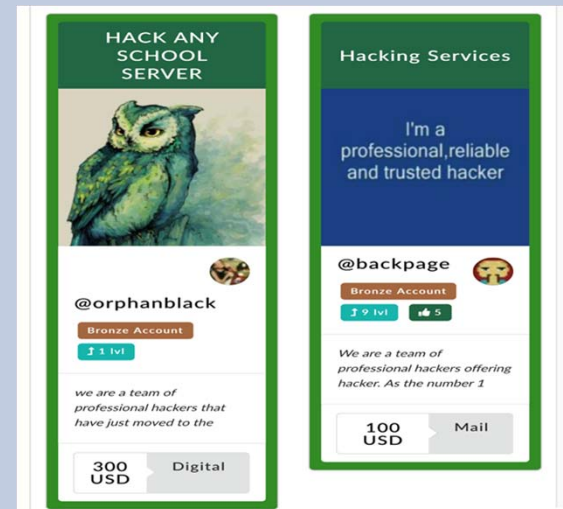 HACK ANY
SCHOOL
SERVER
@orphanblack
Bronze Account
1 lvl
we are a team of
professional hackers that
have just moved to the
300
USD
Digital
Hacking Services
I'm a
professional,reliable
and trusted hacker
@backpage
Bronze Account
9 lvl
5
We are a team of
professional hackers offering
hacker. As the number 1
100
USD
Mail